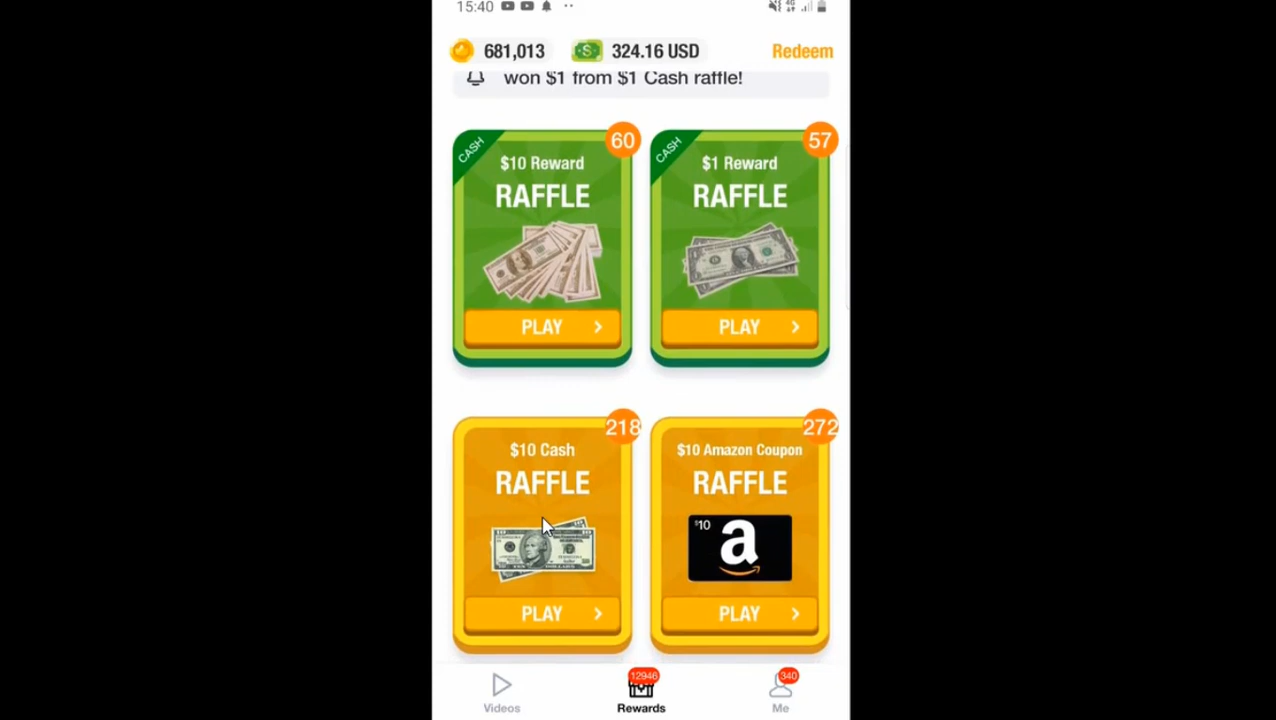 15:40
4G
681,013 324.16 USD Redeem
won $1 from $1 Cash raffle!
CASH
60
$10 Reward
RAFFLE
PLAY
CASH
57
$1 Reward
RAFFLE
PLAY
218
$10 Cash
RAFFLE
PLAY
272
$10 Amazon Coupon
RAFFLE
$10
a
PLAY
Videos
12946
Rewards
340
Me